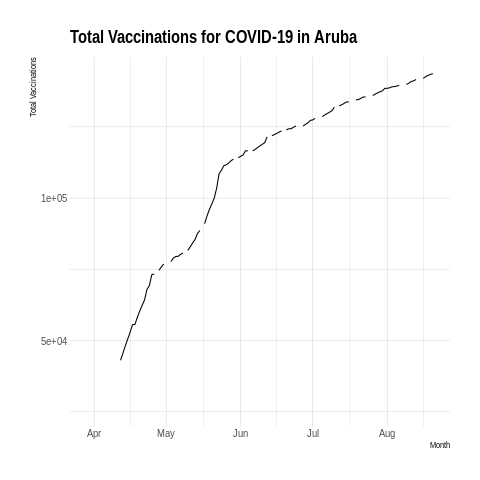 Total Vaccinations for COVID-19 in Aruba
Total Vaccinations
1e+05
5e+04
Apr May Jun Jul Aug
Month